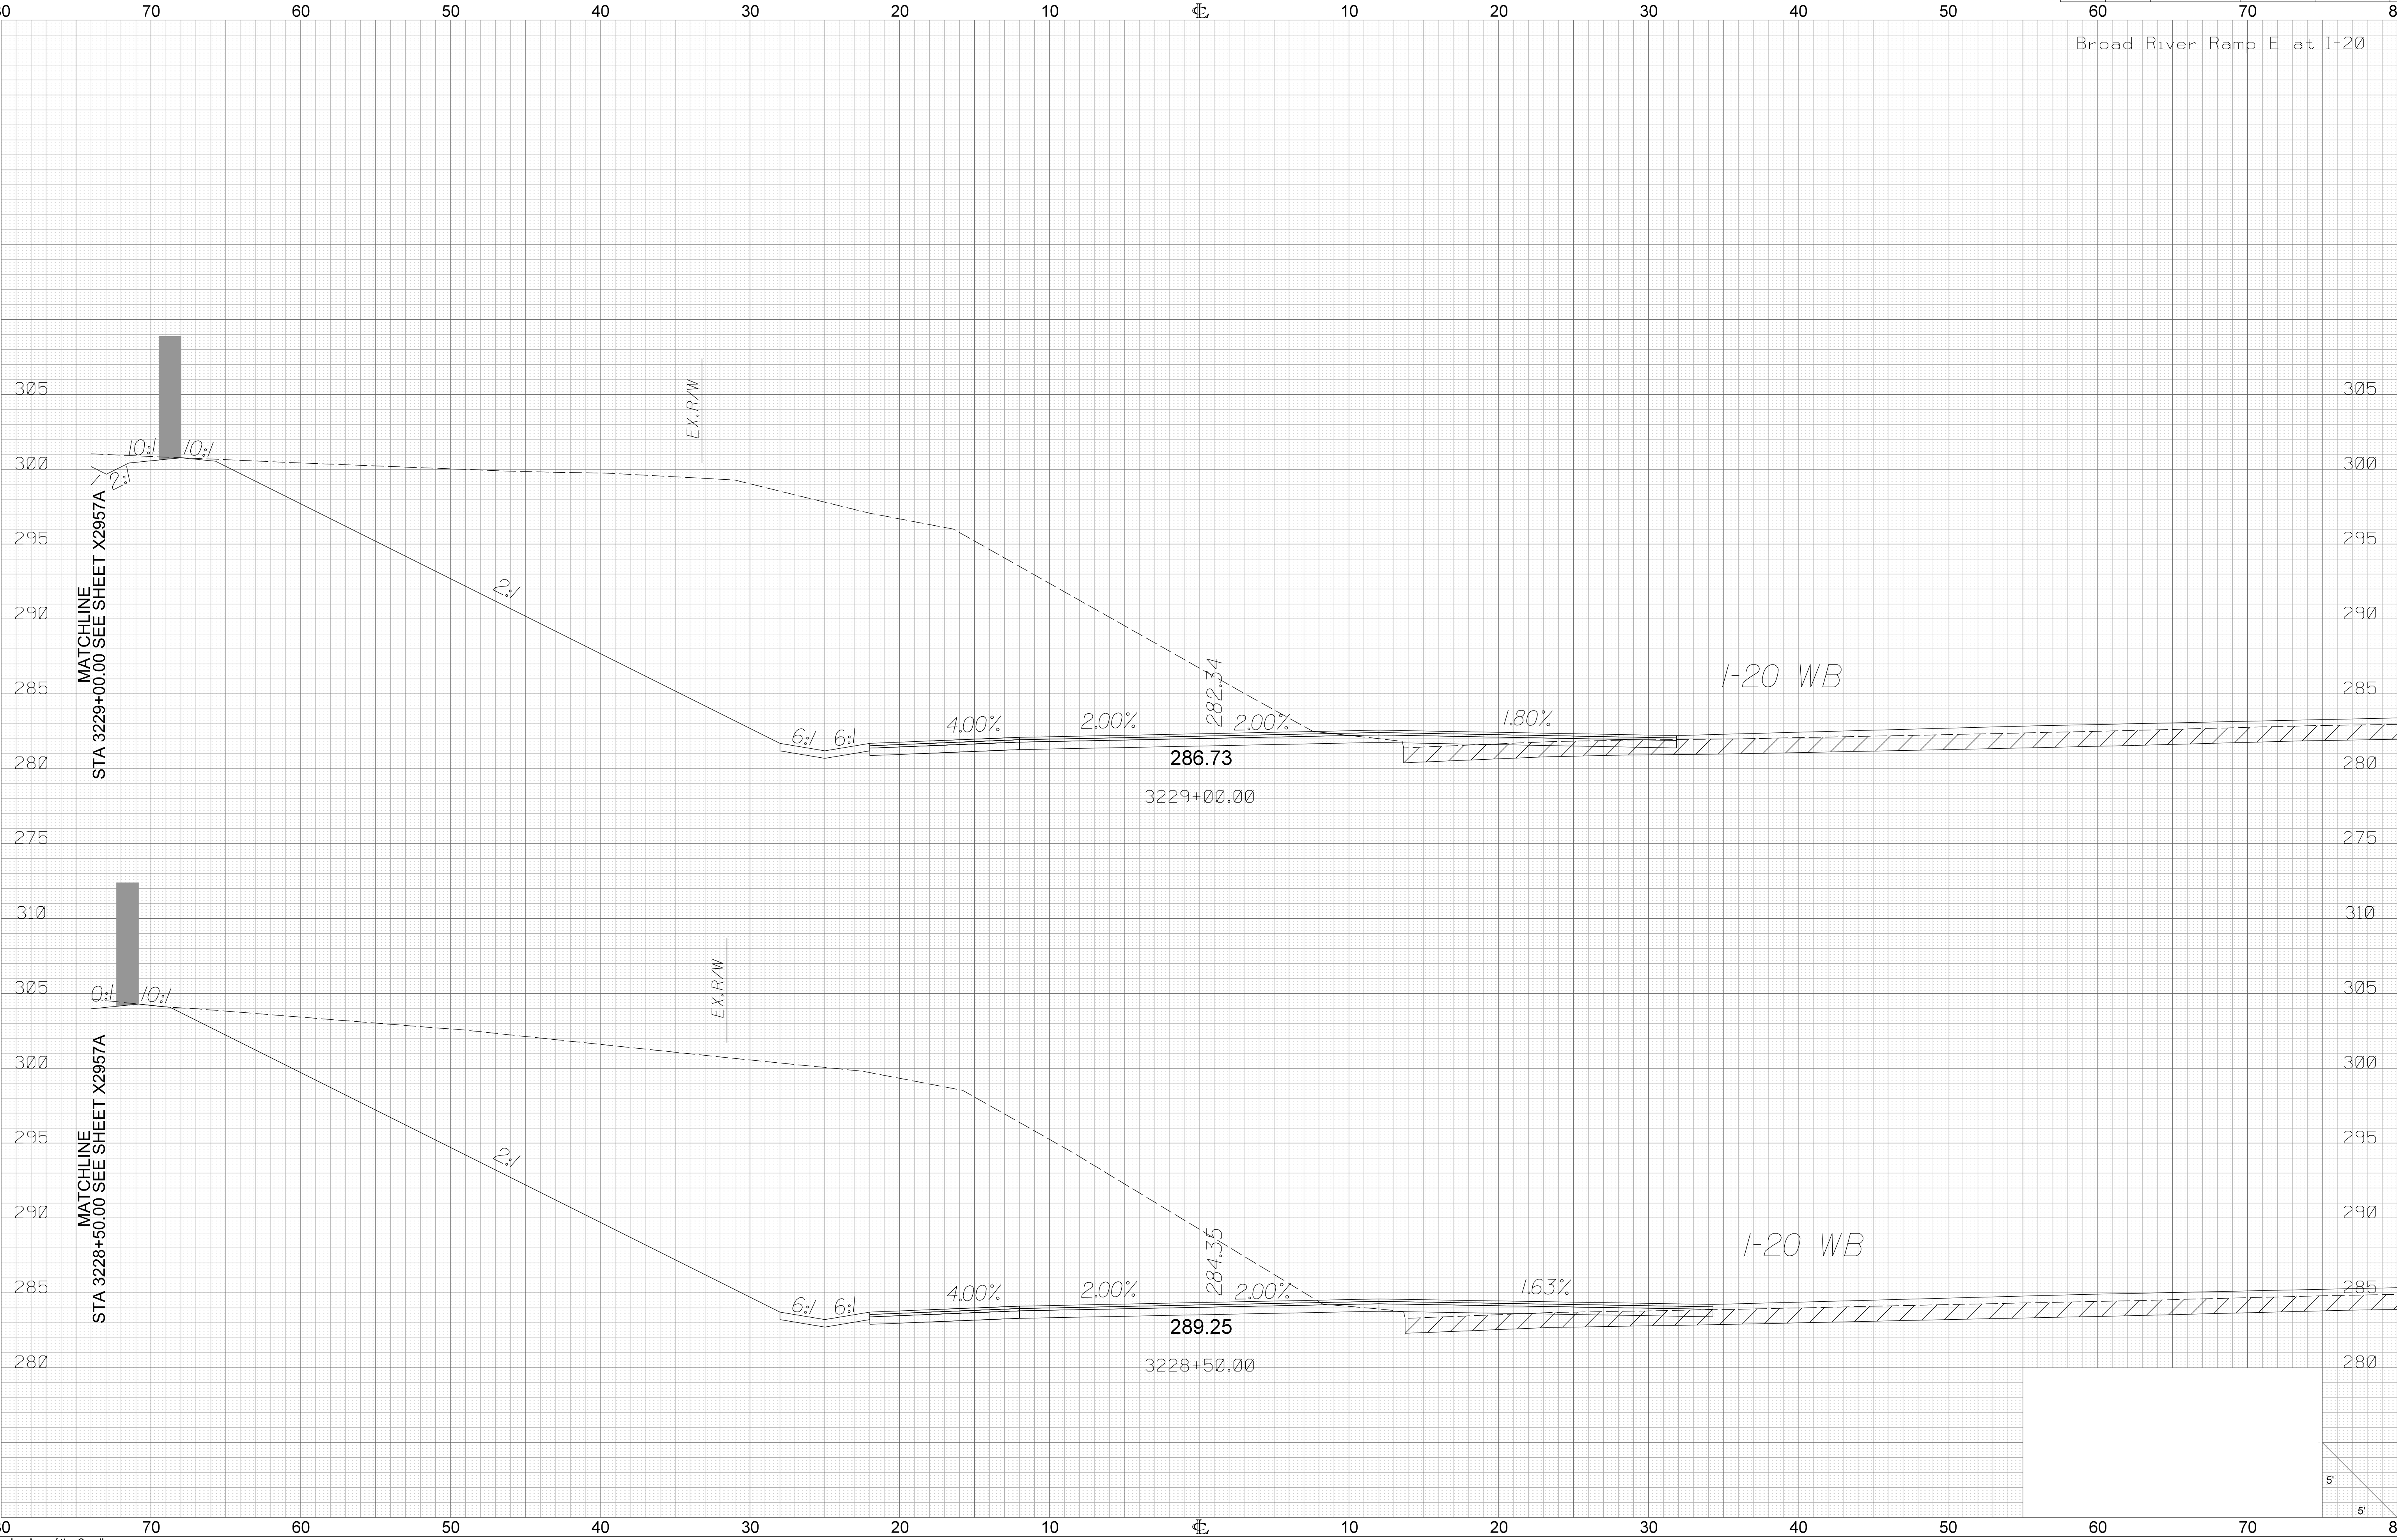 70 60 50 40 30 20 10 ℄ 10 20 30 40 50 60 70
Broad River Ramp E at I-20
305 305
EX.R/W
10:1 10:1
300 300
2:1
295 295
2:1
290 290
MATCHLINE
STA 3229+00.00 SEE SHEET X2957A
285 285
I-20 WB
282.34
6:1 6:1 4.00% 2.00% 2.00% 1.80%
280 280
286.73
3229+00.00
275 275
310 310
EX.R/W
305 305
0:1 10:1
300 300
295 295
2:1
290 290
MATCHLINE
STA 3228+50.00 SEE SHEET X2957A
I-20 WB
284.35
285 285
6:1 6:1 4.00% 2.00% 2.00% 1.63%
289.25
280 280
3228+50.00
5'
5'
70 60 50 40 30 20 10 ℄ 10 20 30 40 50 60 70